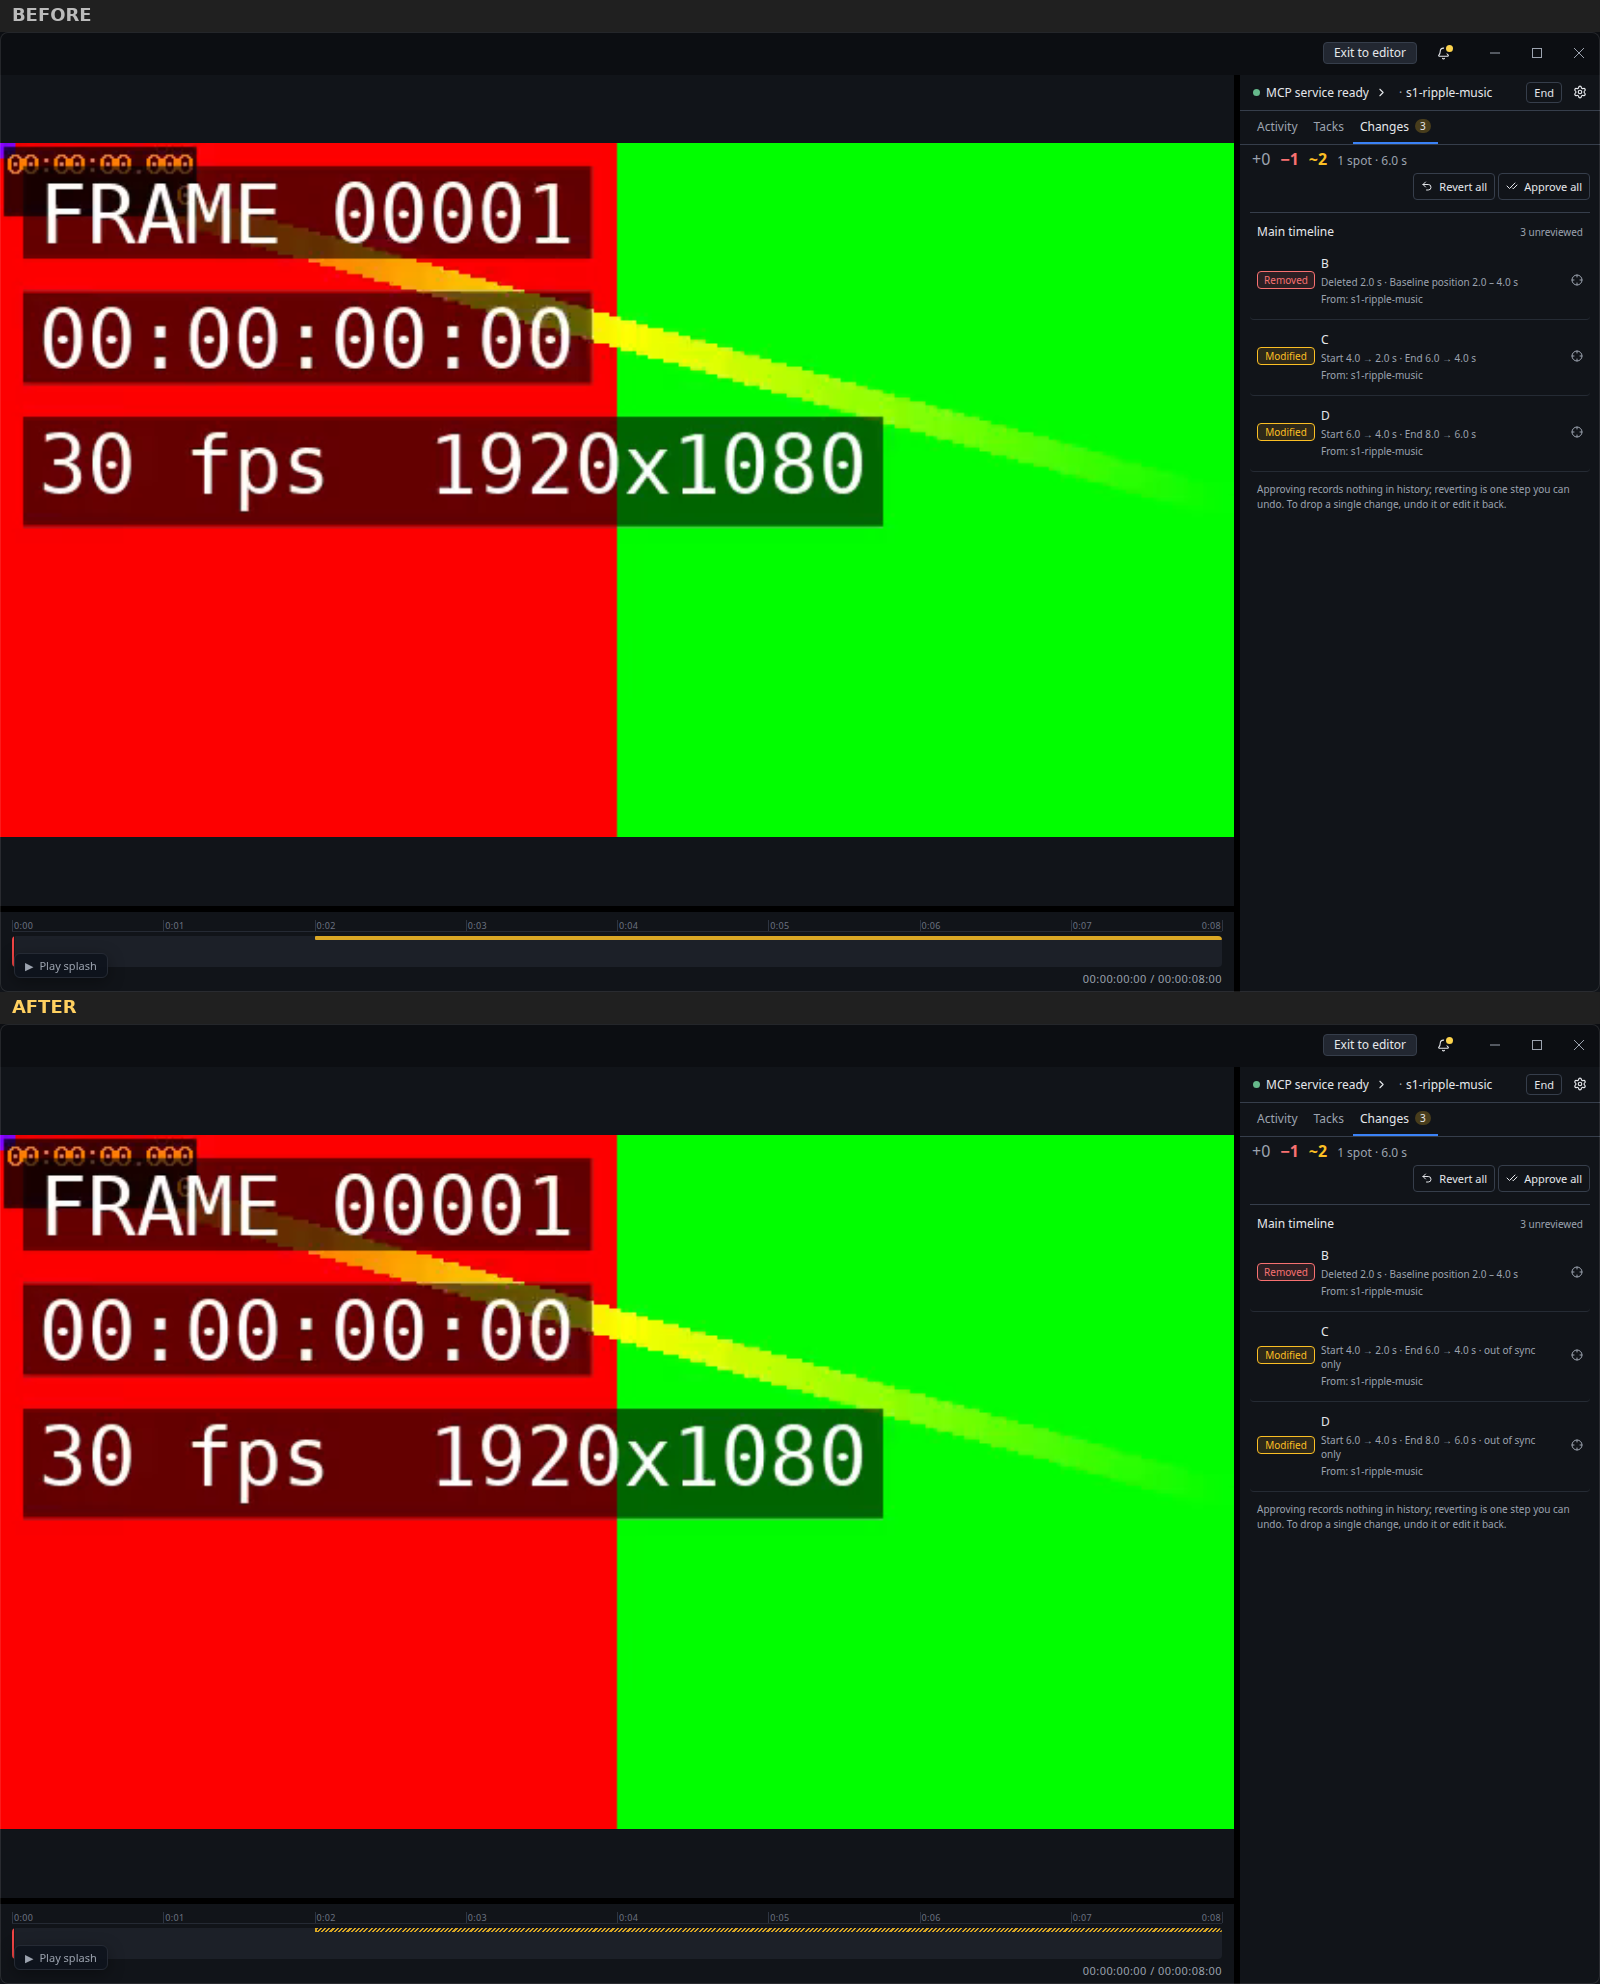 BEFORE
Exit to editor
MCP service ready · s1-ripple-music End
Activity Tacks Changes 3
+0 −1 ~2 1 spot · 6.0 s
Revert all Approve all
Main timeline 3 unreviewed
B
Removed Deleted 2.0 s · Baseline position 2.0 – 4.0 s
From: s1-ripple-music
C
Modified Start 4.0 → 2.0 s · End 6.0 → 4.0 s
From: s1-ripple-music
D
Modified Start 6.0 → 4.0 s · End 8.0 → 6.0 s
From: s1-ripple-music
Approving records nothing in history; reverting is one step you can
undo. To drop a single change, undo it or edit it back.
00:00:00.000
0
FRAME 00001
00:00:00:00
30 fps 1920x1080
0:00 0:01 0:02 0:03 0:04 0:05 0:06 0:07 0:08
Play splash
00:00:00:00 / 00:00:08:00
AFTER
Exit to editor
MCP service ready · s1-ripple-music End
Activity Tacks Changes 3
+0 −1 ~2 1 spot · 6.0 s
Revert all Approve all
Main timeline 3 unreviewed
B
Removed Deleted 2.0 s · Baseline position 2.0 – 4.0 s
From: s1-ripple-music
C
Modified Start 4.0 → 2.0 s · End 6.0 → 4.0 s · out of sync
only
From: s1-ripple-music
D
Modified Start 6.0 → 4.0 s · End 8.0 → 6.0 s · out of sync
only
From: s1-ripple-music
Approving records nothing in history; reverting is one step you can
undo. To drop a single change, undo it or edit it back.
00:00:00.000
0
FRAME 00001
00:00:00:00
30 fps 1920x1080
0:00 0:01 0:02 0:03 0:04 0:05 0:06 0:07 0:08
Play splash
00:00:00:00 / 00:00:08:00